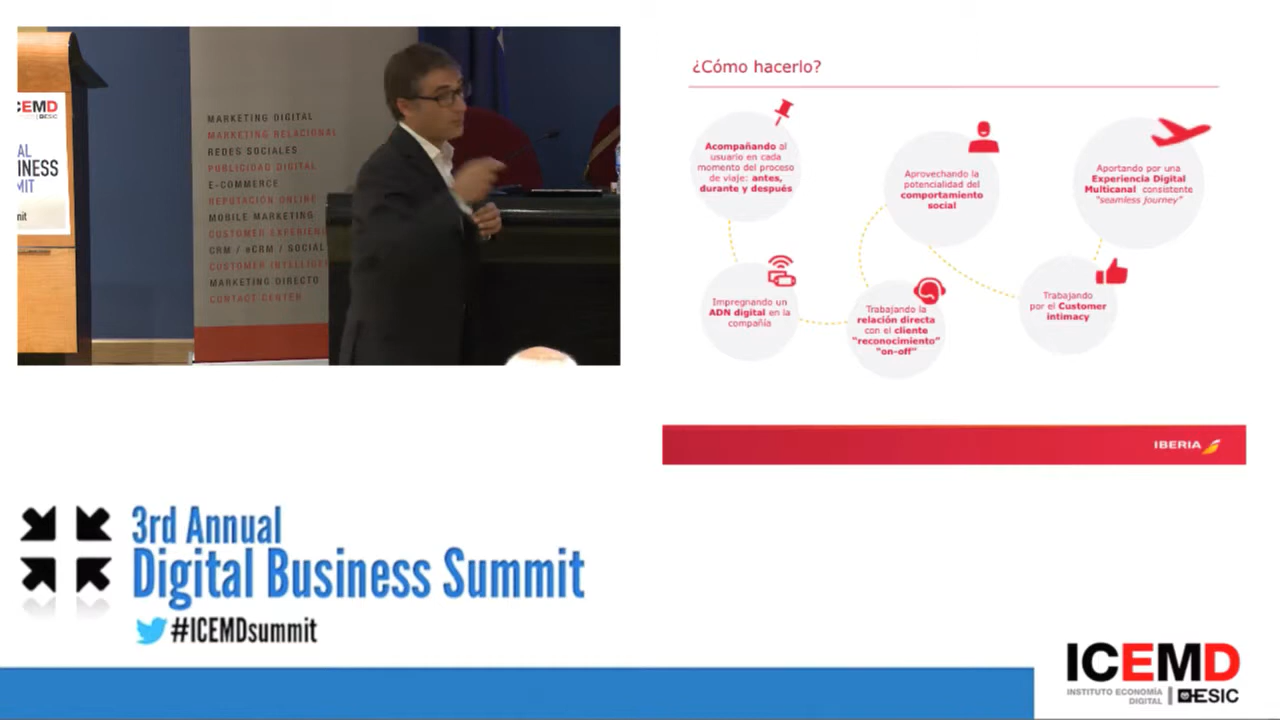 ICEMD
ESIC
AL
INESS
MIT
mit
MARKETING DIGITAL
MARKETING RELACIONAL
REDES SOCIALES
PUBLICIDAD DIGITAL
E-COMMERCE
REPUTACIÓN ONLINE
MOBILE MARKETING
CUSTOMER EXPERIEN
CRM / eCRM / SOCIAL
CUSTOMER INTELLIGE
MARKETING DIRECTO
CONTACT CENTER
¿Cómo hacerlo?
Acompañando al
usuario en cada
momento del proceso
de viaje: antes,
durante y después
Impregnando un
ADN digital en la
compañía
Aprovechando la
potencialidad del
comportamiento
social
Trabajando la
relación directa
con el cliente
"reconocimiento"
"on-off"
Aportando por una
Experiencia Digital
Multicanal consistente
"seamless journey"
Trabajando
por el Customer
intimacy
IBERIA
3rd Annual
Digital Business Summit
#ICEMDsummit
ICEMD
INSTITUTO ECONOMÍA
DIGITAL
ESIC